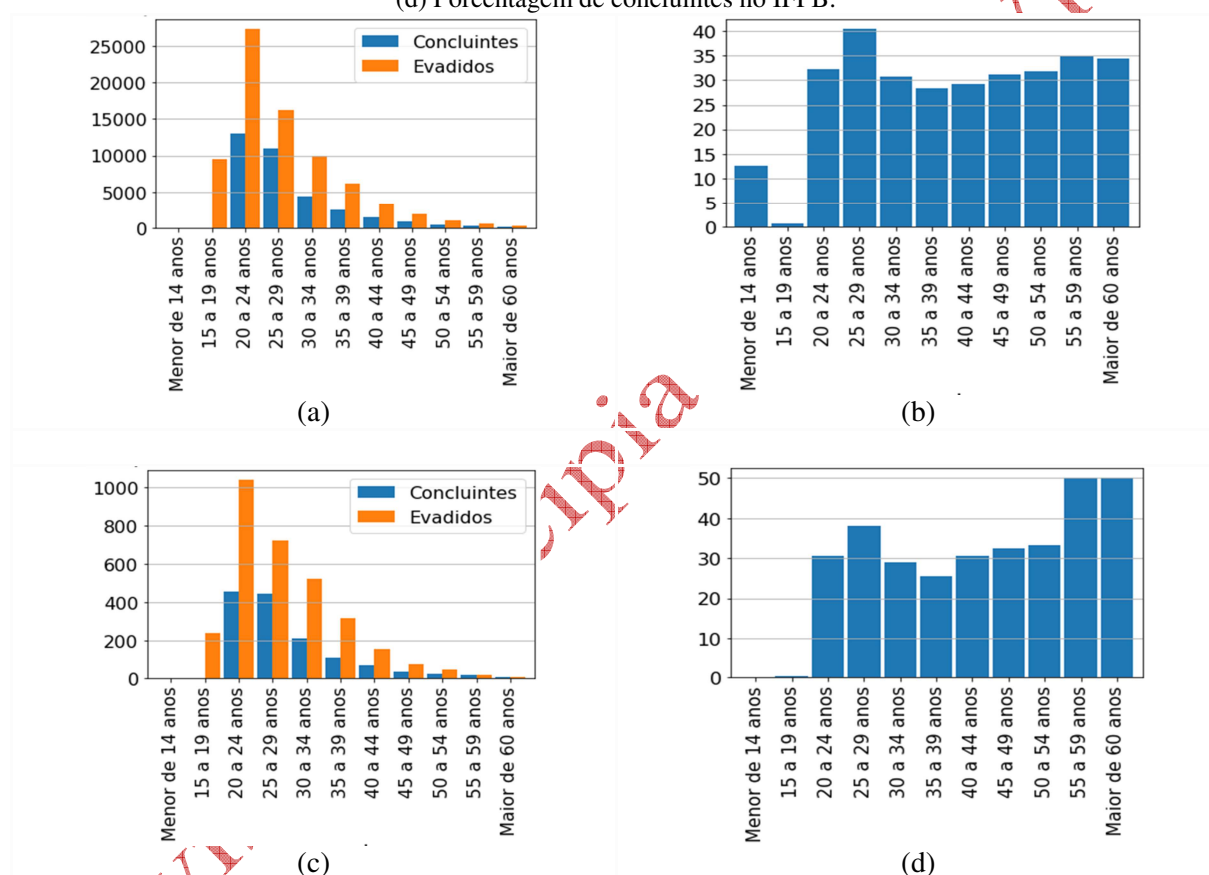 (d) Porcentagem de concluintes no IFPB.
25000
20000
15000
10000
5000
0
Concluintes
Evadidos
Menor de 14 anos
15 a 19 anos
20 a 24 anos
25 a 29 anos
30 a 34 anos
35 a 39 anos
40 a 44 anos
45 a 49 anos
50 a 54 anos
55 a 59 anos
Maior de 60 anos
(a)
40
35
30
25
20
15
10
5
0
Menor de 14 anos
15 a 19 anos
20 a 24 anos
25 a 29 anos
30 a 34 anos
35 a 39 anos
40 a 44 anos
45 a 49 anos
50 a 54 anos
55 a 59 anos
Maior de 60 anos
(b)
1000
800
600
400
200
0
Concluintes
Evadidos
Menor de 14 anos
15 a 19 anos
20 a 24 anos
25 a 29 anos
30 a 34 anos
35 a 39 anos
40 a 44 anos
45 a 49 anos
50 a 54 anos
55 a 59 anos
Maior de 60 anos
(c)
50
40
30
20
10
0
Menor de 14 anos
15 a 19 anos
20 a 24 anos
25 a 29 anos
30 a 34 anos
35 a 39 anos
40 a 44 anos
45 a 49 anos
50 a 54 anos
55 a 59 anos
Maior de 60 anos
(d)